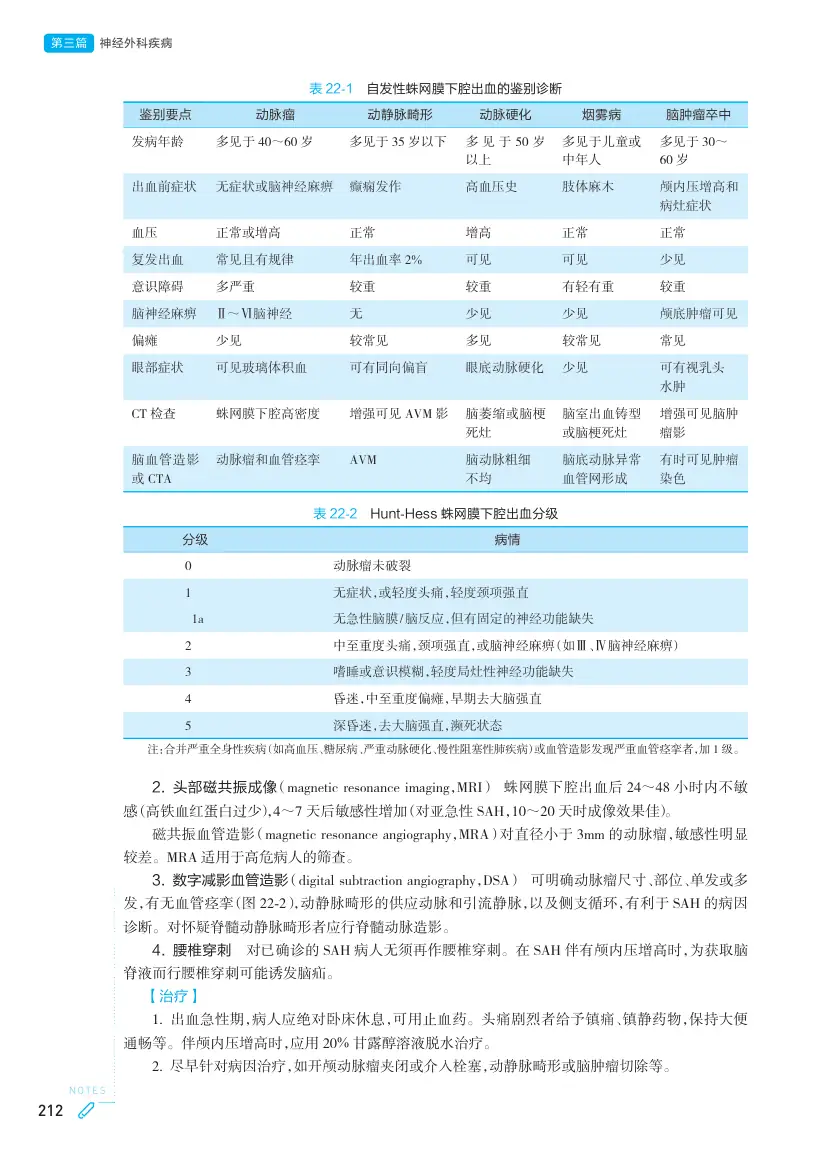 第三篇 神经外科疾病
表 22-1 自发性蛛网膜下腔出血的鉴别诊断
鉴别要点 动脉瘤 动静脉畸形 动脉硬化 烟雾病 脑肿瘤卒中
发病年龄 多见于 40～60 岁 多见于 35 岁以下 多见于 50 岁 多见于儿童或 多见于 30～
以上 中年人 60 岁
出血前症状 无症状或脑神经麻痹 癫痫发作 高血压史 肢体麻木 颅内压增高和
病灶症状
血压 正常或增高 正常 增高 正常 正常
复发出血 常见且有规律 年出血率 2% 可见 可见 少见
意识障碍 多严重 较重 较重 有轻有重 较重
脑神经麻痹 Ⅱ～Ⅵ脑神经 无 少见 少见 颅底肿瘤可见
偏瘫 少见 较常见 多见 较常见 常见
眼部症状 可见玻璃体积血 可有同向偏盲 眼底动脉硬化 少见 可有视乳头
水肿
CT 检查 蛛网膜下腔高密度 增强可见 AVM 影 脑萎缩或脑梗 脑室出血铸型 增强可见脑肿
死灶 或脑梗死灶 瘤影
脑血管造影 动脉瘤和血管痉挛 AVM 脑动脉粗细 脑底动脉异常 有时可见肿瘤
或 CTA 不均 血管网形成 染色
表 22-2 Hunt-Hess 蛛网膜下腔出血分级
分级 病情
0 动脉瘤未破裂
1 无症状,或轻度头痛,轻度颈项强直
1a 无急性脑膜/脑反应,但有固定的神经功能缺失
2 中至重度头痛,颈项强直,或脑神经麻痹(如Ⅲ、Ⅳ脑神经麻痹)
3 嗜睡或意识模糊,轻度局灶性神经功能缺失
4 昏迷,中至重度偏瘫,早期去大脑强直
5 深昏迷,去大脑强直,濒死状态
注:合并严重全身性疾病(如高血压、糖尿病、严重动脉硬化、慢性阻塞性肺疾病)或血管造影发现严重血管痉挛者,加 1 级。
2. 头部磁共振成像(magnetic resonance imaging,MRI) 蛛网膜下腔出血后 24～48 小时内不敏
感(高铁血红蛋白过少),4～7 天后敏感性增加(对亚急性 SAH,10～20 天时成像效果佳)。
磁共振血管造影(magnetic resonance angiography,MRA)对直径小于 3mm 的动脉瘤,敏感性明显
较差。MRA 适用于高危病人的筛查。
3. 数字减影血管造影(digital subtraction angiography,DSA) 可明确动脉瘤尺寸、部位、单发或多
发,有无血管痉挛(图 22-2),动静脉畸形的供应动脉和引流静脉,以及侧支循环,有利于 SAH 的病因
诊断。对怀疑脊髓动静脉畸形者应行脊髓动脉造影。
4. 腰椎穿刺 对已确诊的 SAH 病人无须再作腰椎穿刺。在 SAH 伴有颅内压增高时,为获取脑
脊液而行腰椎穿刺可能诱发脑疝。
【治疗】
1. 出血急性期,病人应绝对卧床休息,可用止血药。头痛剧烈者给予镇痛、镇静药物,保持大便
通畅等。伴颅内压增高时,应用 20% 甘露醇溶液脱水治疗。
2. 尽早针对病因治疗,如开颅动脉瘤夹闭或介入栓塞,动静脉畸形或脑肿瘤切除等。
NOTES
212